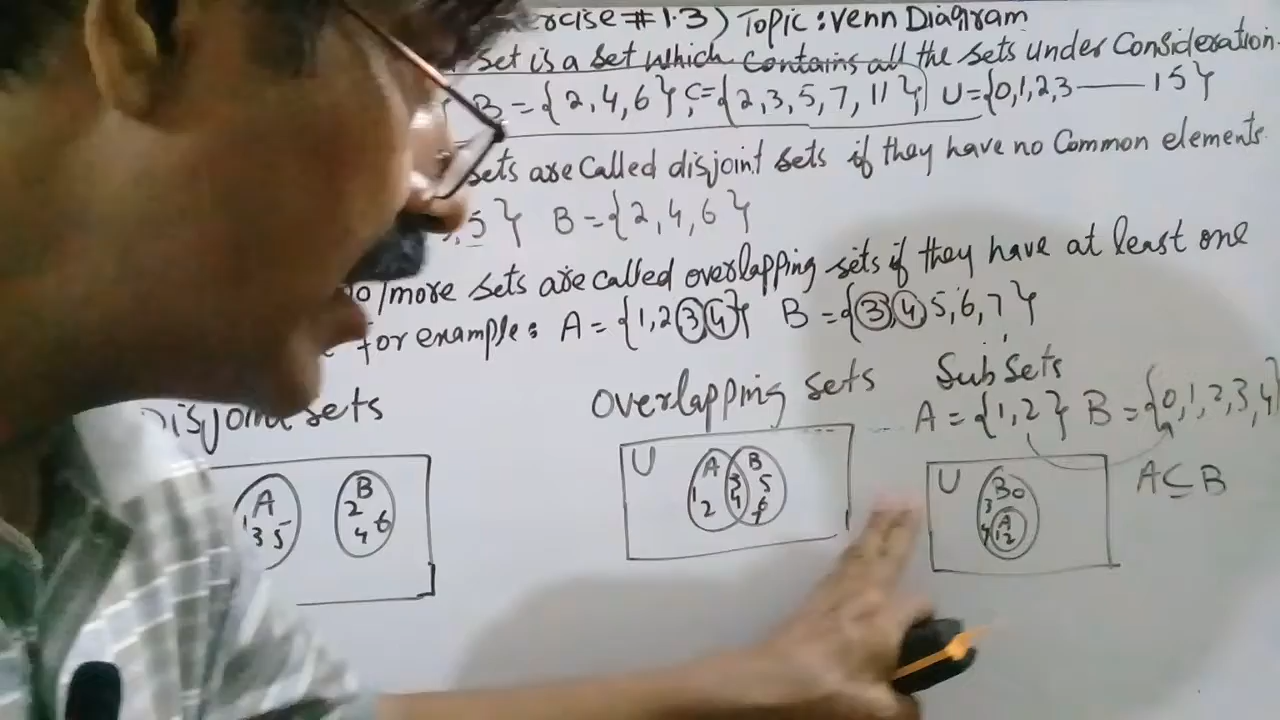 rcise # 1.3) Topic: Venn Diagram
Set is a Set Which Contains all the Sets under Consideration.
B = {2,4,6}, C = {2,3,5,7,11} U = {0,1,2,3 —— 15}
sets are Called disjoint sets if they have no Common elements.
,5} B = {2,4,6}
/more sets are called overlapping sets if they have at least one
for example: A = {1,2,3,4} B = {3,4,5,6,7}
Disjoint sets
Overlapping sets
Subsets
A = {1,2} B = {0,1,2,3,4}
A ⊆ B
A
1 3 5
B
2
4 6
U
A
1
2
3
4
B
5
6
7
U
B 0
3
4
A
1 2